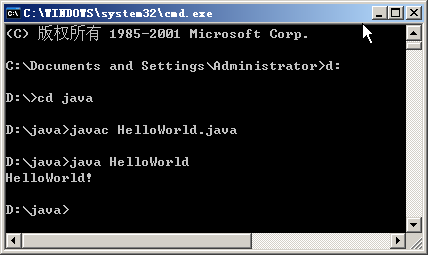 C:\WINDOWS\system32\cmd.exe
(C) 版权所有 1985-2001 Microsoft Corp.
C:\Documents and Settings\Administrator>d:
D:\>cd java
D:\java>javac HelloWorld.java
D:\java>java HelloWorld
HelloWorld!
D:\java>